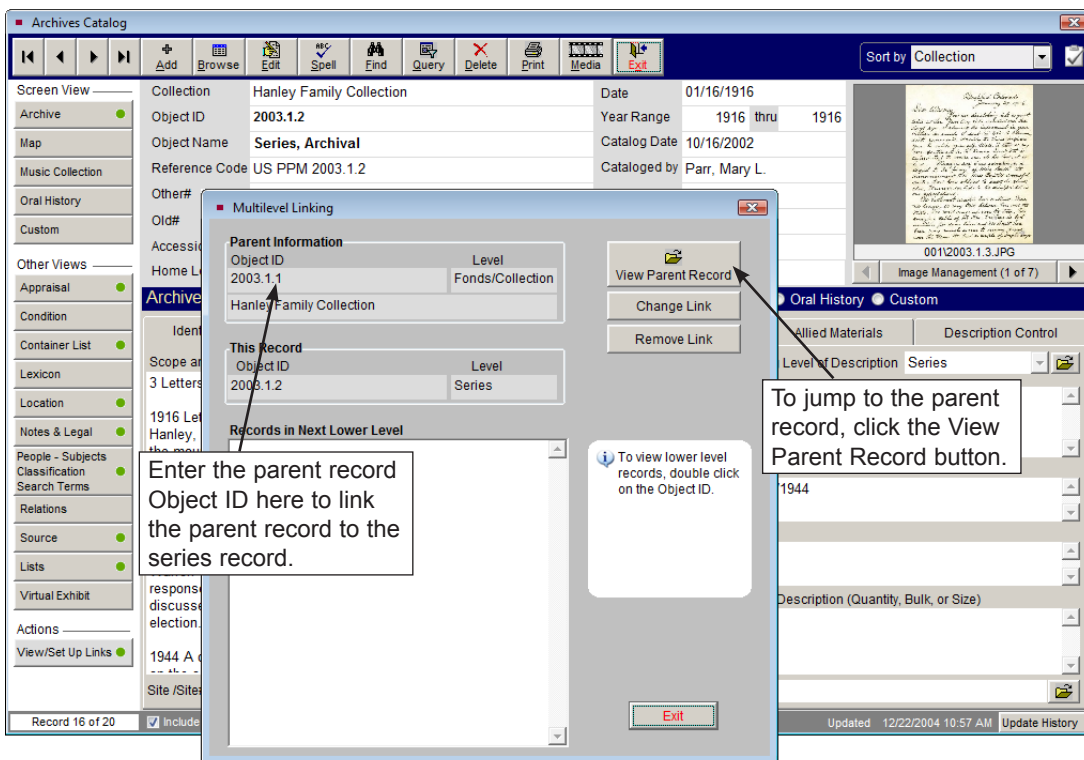 Archives Catalog
Add Browse Edit Spell Find Query Delete Print Media Exit
Sort by Collection
Screen View
Archive
Map
Music Collection
Oral History
Custom
Other Views
Appraisal
Condition
Container List
Lexicon
Location
Notes & Legal
People - Subjects
Classification
Search Terms
Relations
Source
Lists
Virtual Exhibit
Actions
View/Set Up Links
Record 16 of 20
Collection Hanley Family Collection
Object ID 2003.1.2
Object Name Series, Archival
Reference Code US PPM 2003.1.2
Other#
Old#
Date 01/16/1916
Year Range 1916 thru 1916
Catalog Date 10/16/2002
Cataloged by Parr, Mary L.
001\2003.1.3.JPG
Image Management (1 of 7)
Oral History Custom
Allied Materials Description Control
Level of Description Series
Scope
3 Letters
1916
Hanley,
1944 A
election.
Site /Site
Include
/1944
Description (Quantity, Bulk, or Size)
Updated 12/22/2004 10:57 AM Update History
Multilevel Linking
Parent Information
Object ID Level
2003.1.1 Fonds/Collection
Hanley Family Collection
This Record
Object ID Level
2003.1.2 Series
Records in Next Lower Level
View Parent Record
Change Link
Remove Link
To view lower level
records, double click
on the Object ID.
Exit
Enter the parent record
Object ID here to link
the parent record to the
series record.
To jump to the parent
record, click the View
Parent Record button.